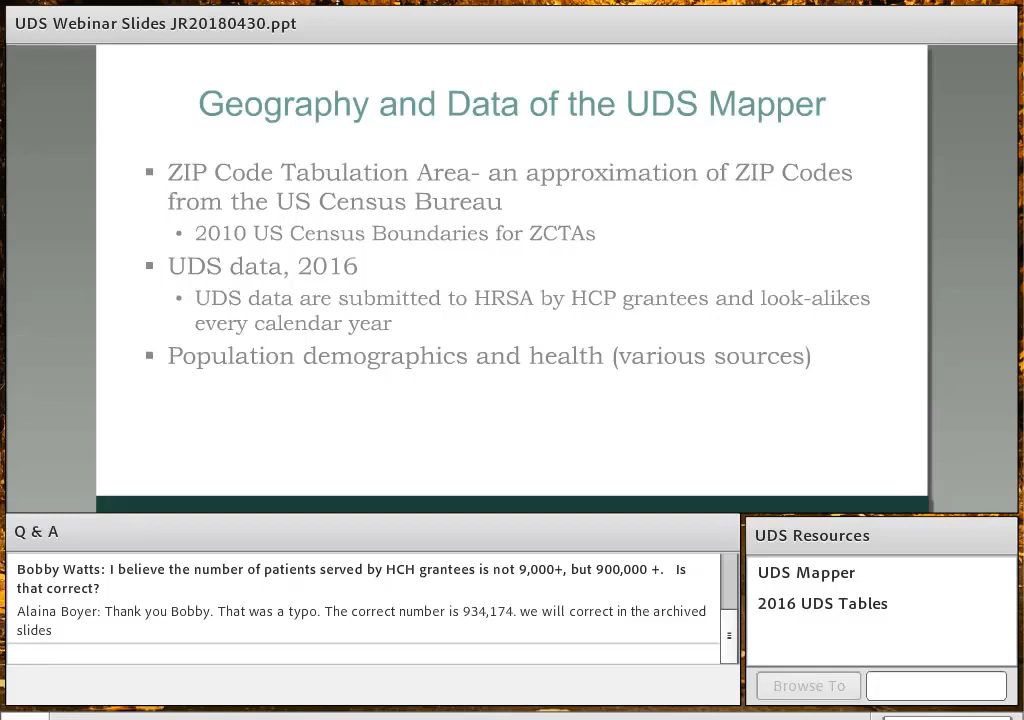 UDS Webinar Slides JR20180430.ppt
Geography and Data of the UDS Mapper
▪ ZIP Code Tabulation Area- an approximation of ZIP Codes
from the US Census Bureau
• 2010 US Census Boundaries for ZCTAs
▪ UDS data, 2016
• UDS data are submitted to HRSA by HCP grantees and look-alikes
every calendar year
▪ Population demographics and health (various sources)
Q & A
Bobby Watts: I believe the number of patients served by HCH grantees is not 9,000+, but 900,000 +.   Is
that correct?
Alaina Boyer: Thank you Bobby. That was a typo. The correct number is 934,174. we will correct in the archived
slides
UDS Resources
UDS Mapper
2016 UDS Tables
Browse To